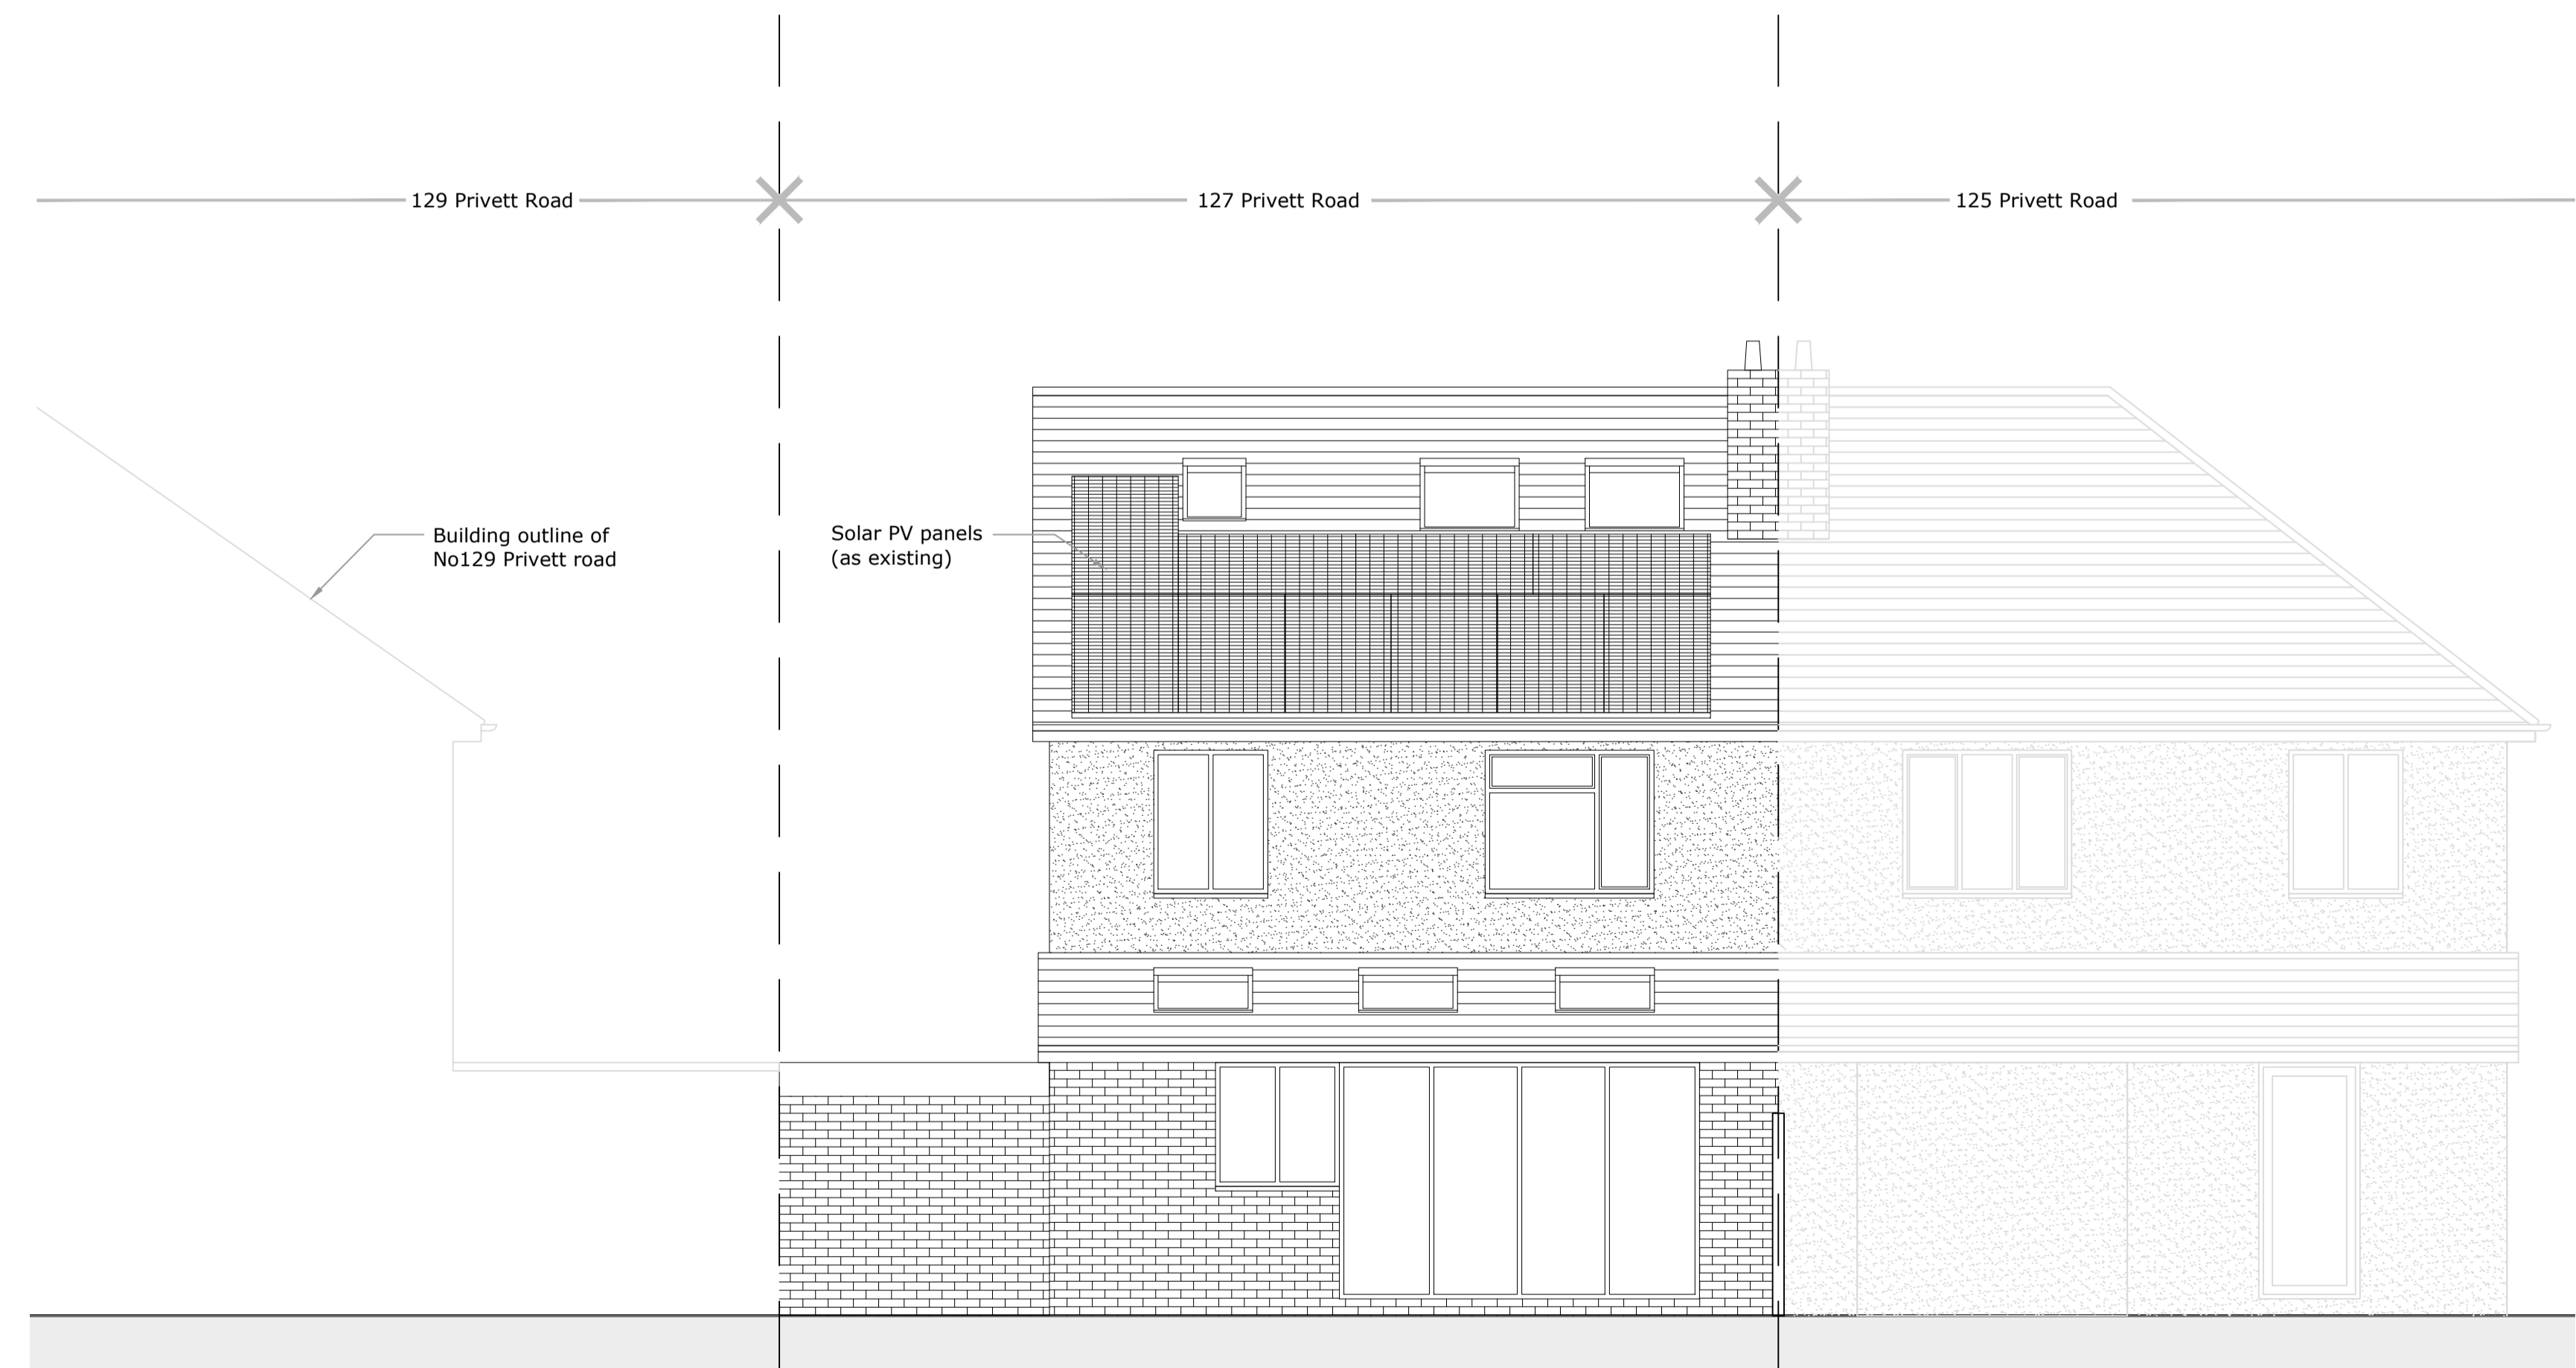 129 Privett Road
127 Privett Road
125 Privett Road
Building outline of
No129 Privett road
Solar PV panels
(as existing)